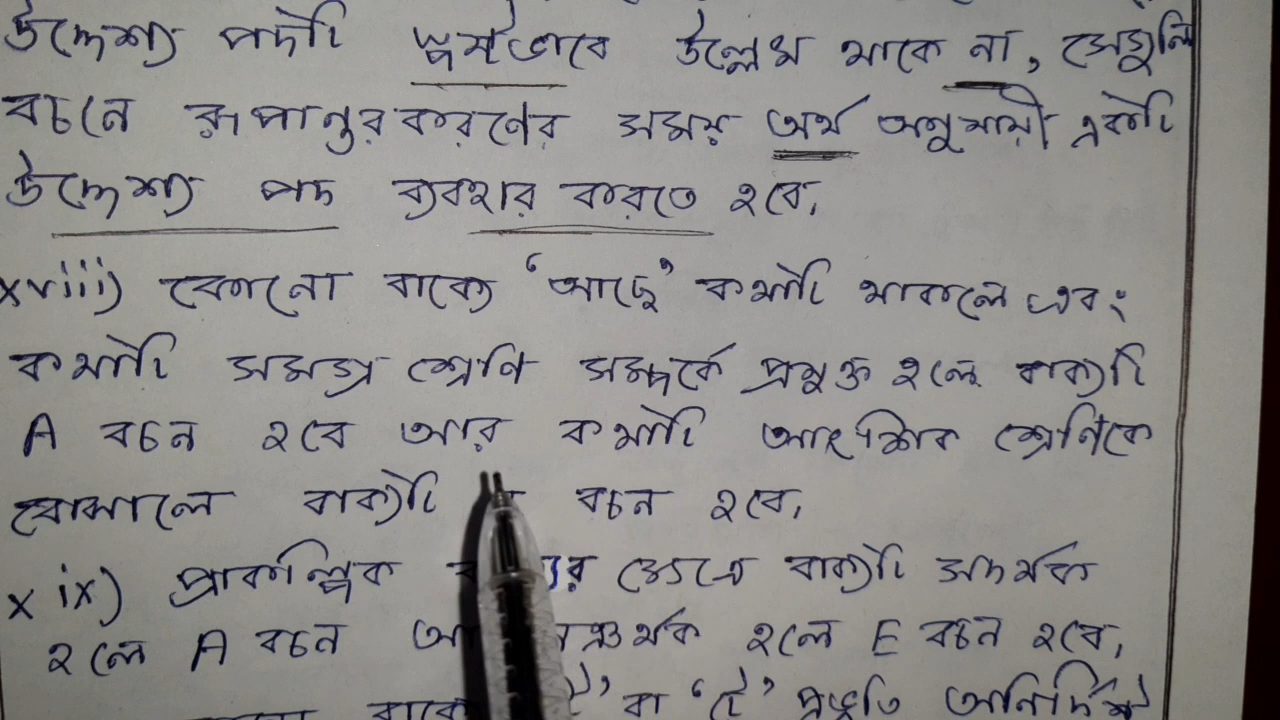 উদ্দেশ্য পদটি স্পষ্টভাবে উল্লেখ থাকে না, সেগুলি
বচনে রূপান্তর করণের সময় অর্থ অনুযায়ী একটি
উদ্দেশ্য পদ ব্যবহার করতে হবে,
xviii) কোনো বাক্যে 'আছে' কথাটি থাকলে এবং
কথাটি সমগ্র শ্রেণি সম্পর্কে প্রযুক্ত হলে বাক্যটি
A বচন হবে আর কথাটি আংশিক শ্রেণিকে
বোঝালে বাক্যটি বচন হবে,
xix) প্রাকল্পিক ক্ষেত্রে বাক্যটি সদর্থক
হলে A বচন নঞর্থক হলে E বচন হবে,
বা 'টি' প্রভৃতি অনির্দিষ্ট